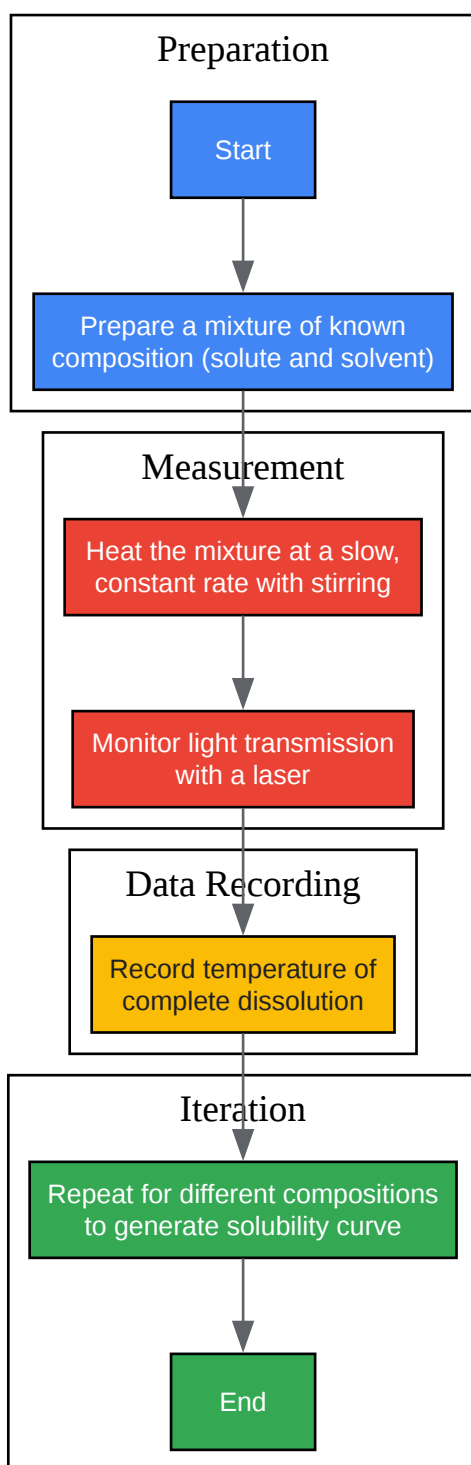 Preparation
Start
Prepare a mixture of known
composition (solute and solvent)
Measurement
Heat the mixture at a slow,
constant rate with stirring
Monitor light transmission
with a laser
Data Recording
Record temperature of
complete dissolution
Iteration
Repeat for different compositions
to generate solubility curve
End